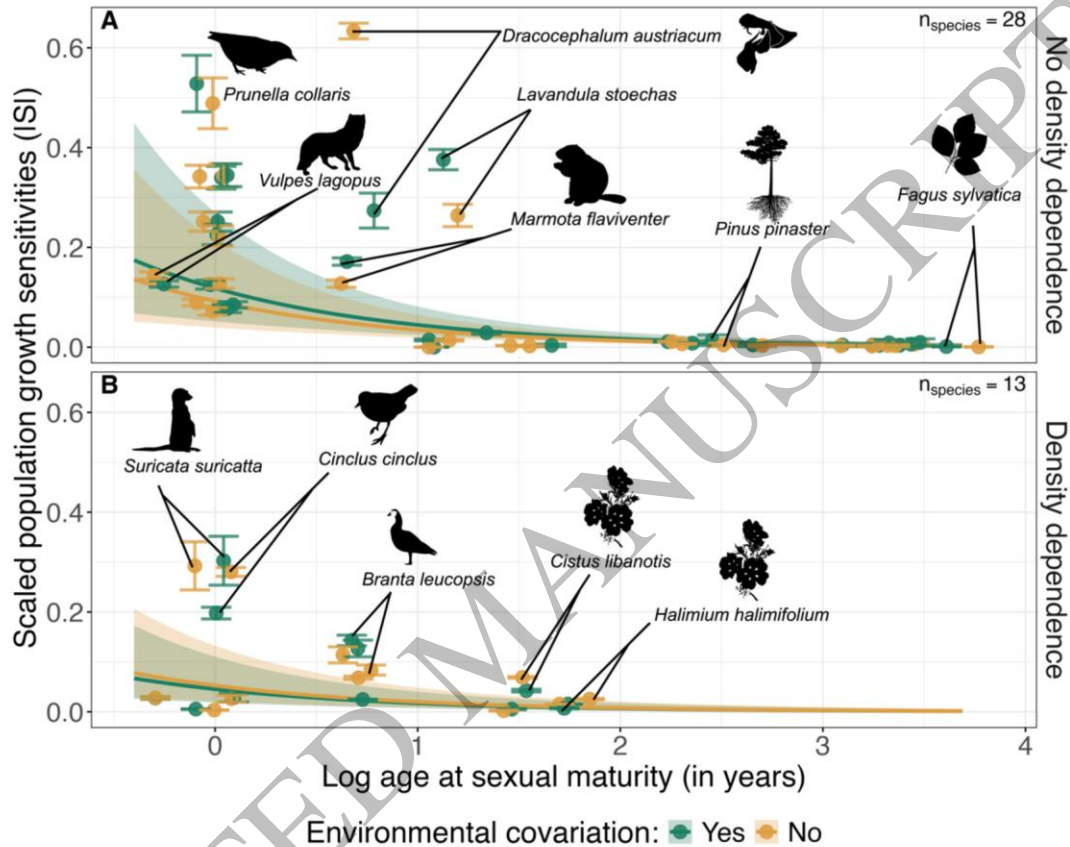 A
n species = 28
Dracocephalum austriacum
Prunella collaris
Lavandula stoechas
Vulpes lagopus
Marmota flaviventer
Pinus pinaster
Fagus sylvatica
No density dependence
0.6
0.4
0.2
0.0
Scaled population growth sensitivities (|S|)
B
n species = 13
Suricata suricatta
Cinclus cinclus
Branta leucopsis
Cistus libanotis
Halimium halimifolium
Density dependence
0.6
0.4
0.2
0.0
0 1 2 3 4
Log age at sexual maturity (in years)
Environmental covariation: Yes No
TED MANUSCRIPT